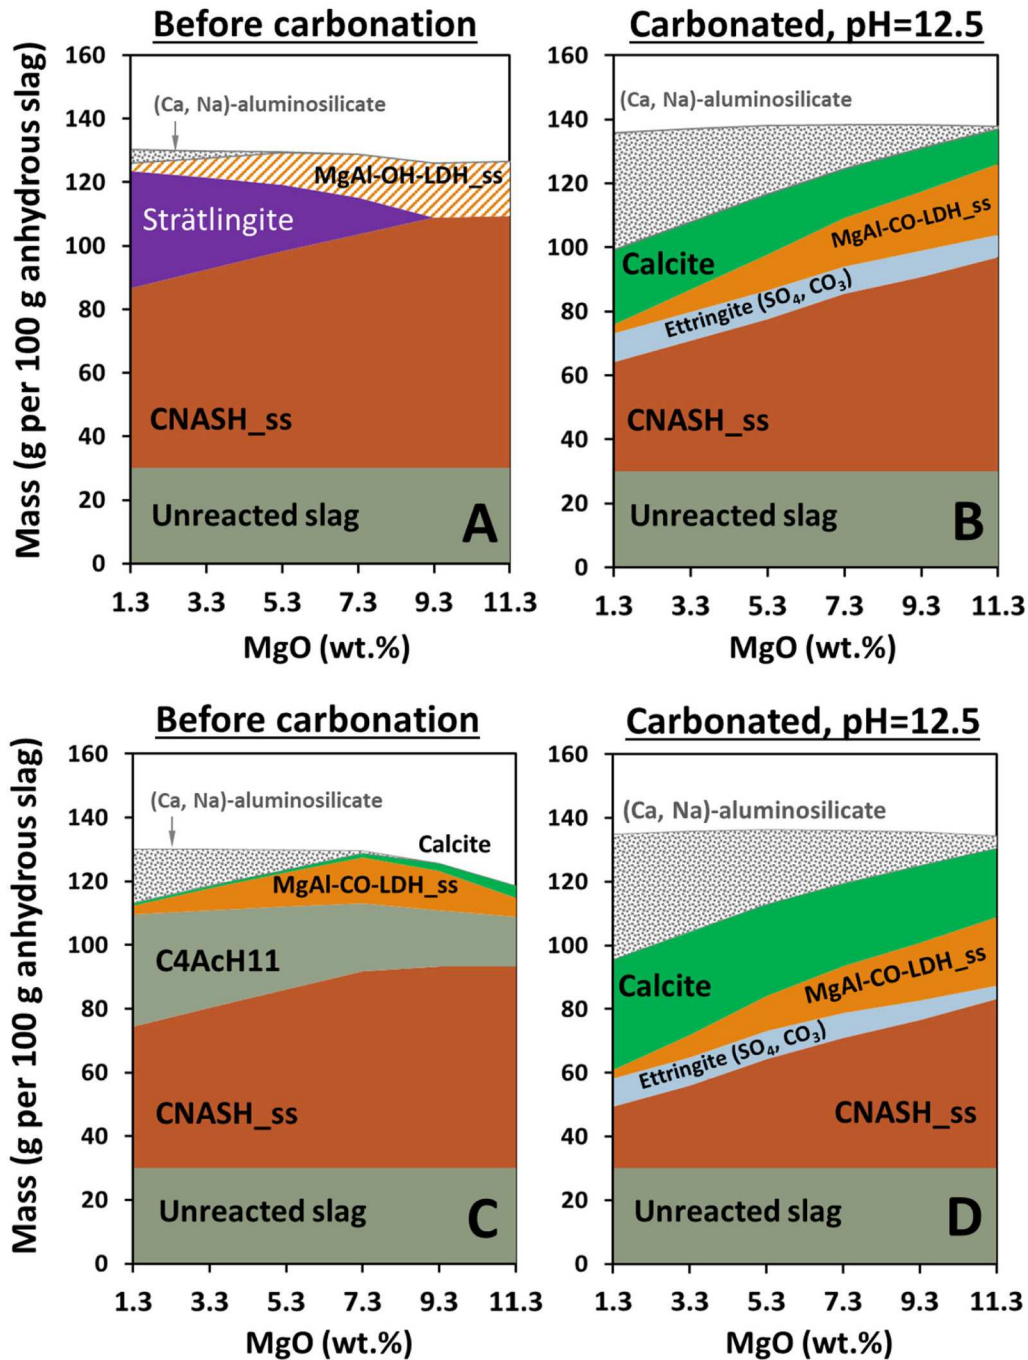 Before carbonation
Mass (g per 100 g anhydrous slag)
160
140
120
100
80
60
40
20
0
(Ca, Na)-aluminosilicate
MgAl-OH-LDH_ss
Strätlingite
CNASH_ss
Unreacted slag
A
1.3 3.3 5.3 7.3 9.3 11.3
MgO (wt.%)
Carbonated, pH=12.5
160
140
120
100
80
60
40
20
0
(Ca, Na)-aluminosilicate
MgAl-CO-LDH_ss
Calcite
Ettringite (SO₄, CO₃)
CNASH_ss
Unreacted slag
B
1.3 3.3 5.3 7.3 9.3 11.3
MgO (wt.%)
Before carbonation
Mass (g per 100 g anhydrous slag)
160
140
120
100
80
60
40
20
0
(Ca, Na)-aluminosilicate
Calcite
MgAl-CO-LDH_ss
C4AcH11
CNASH_ss
Unreacted slag
C
1.3 3.3 5.3 7.3 9.3 11.3
MgO (wt.%)
Carbonated, pH=12.5
160
140
120
100
80
60
40
20
0
(Ca, Na)-aluminosilicate
Calcite
MgAl-CO-LDH_ss
Ettringite (SO₄, CO₃)
CNASH_ss
Unreacted slag
D
1.3 3.3 5.3 7.3 9.3 11.3
MgO (wt.%)